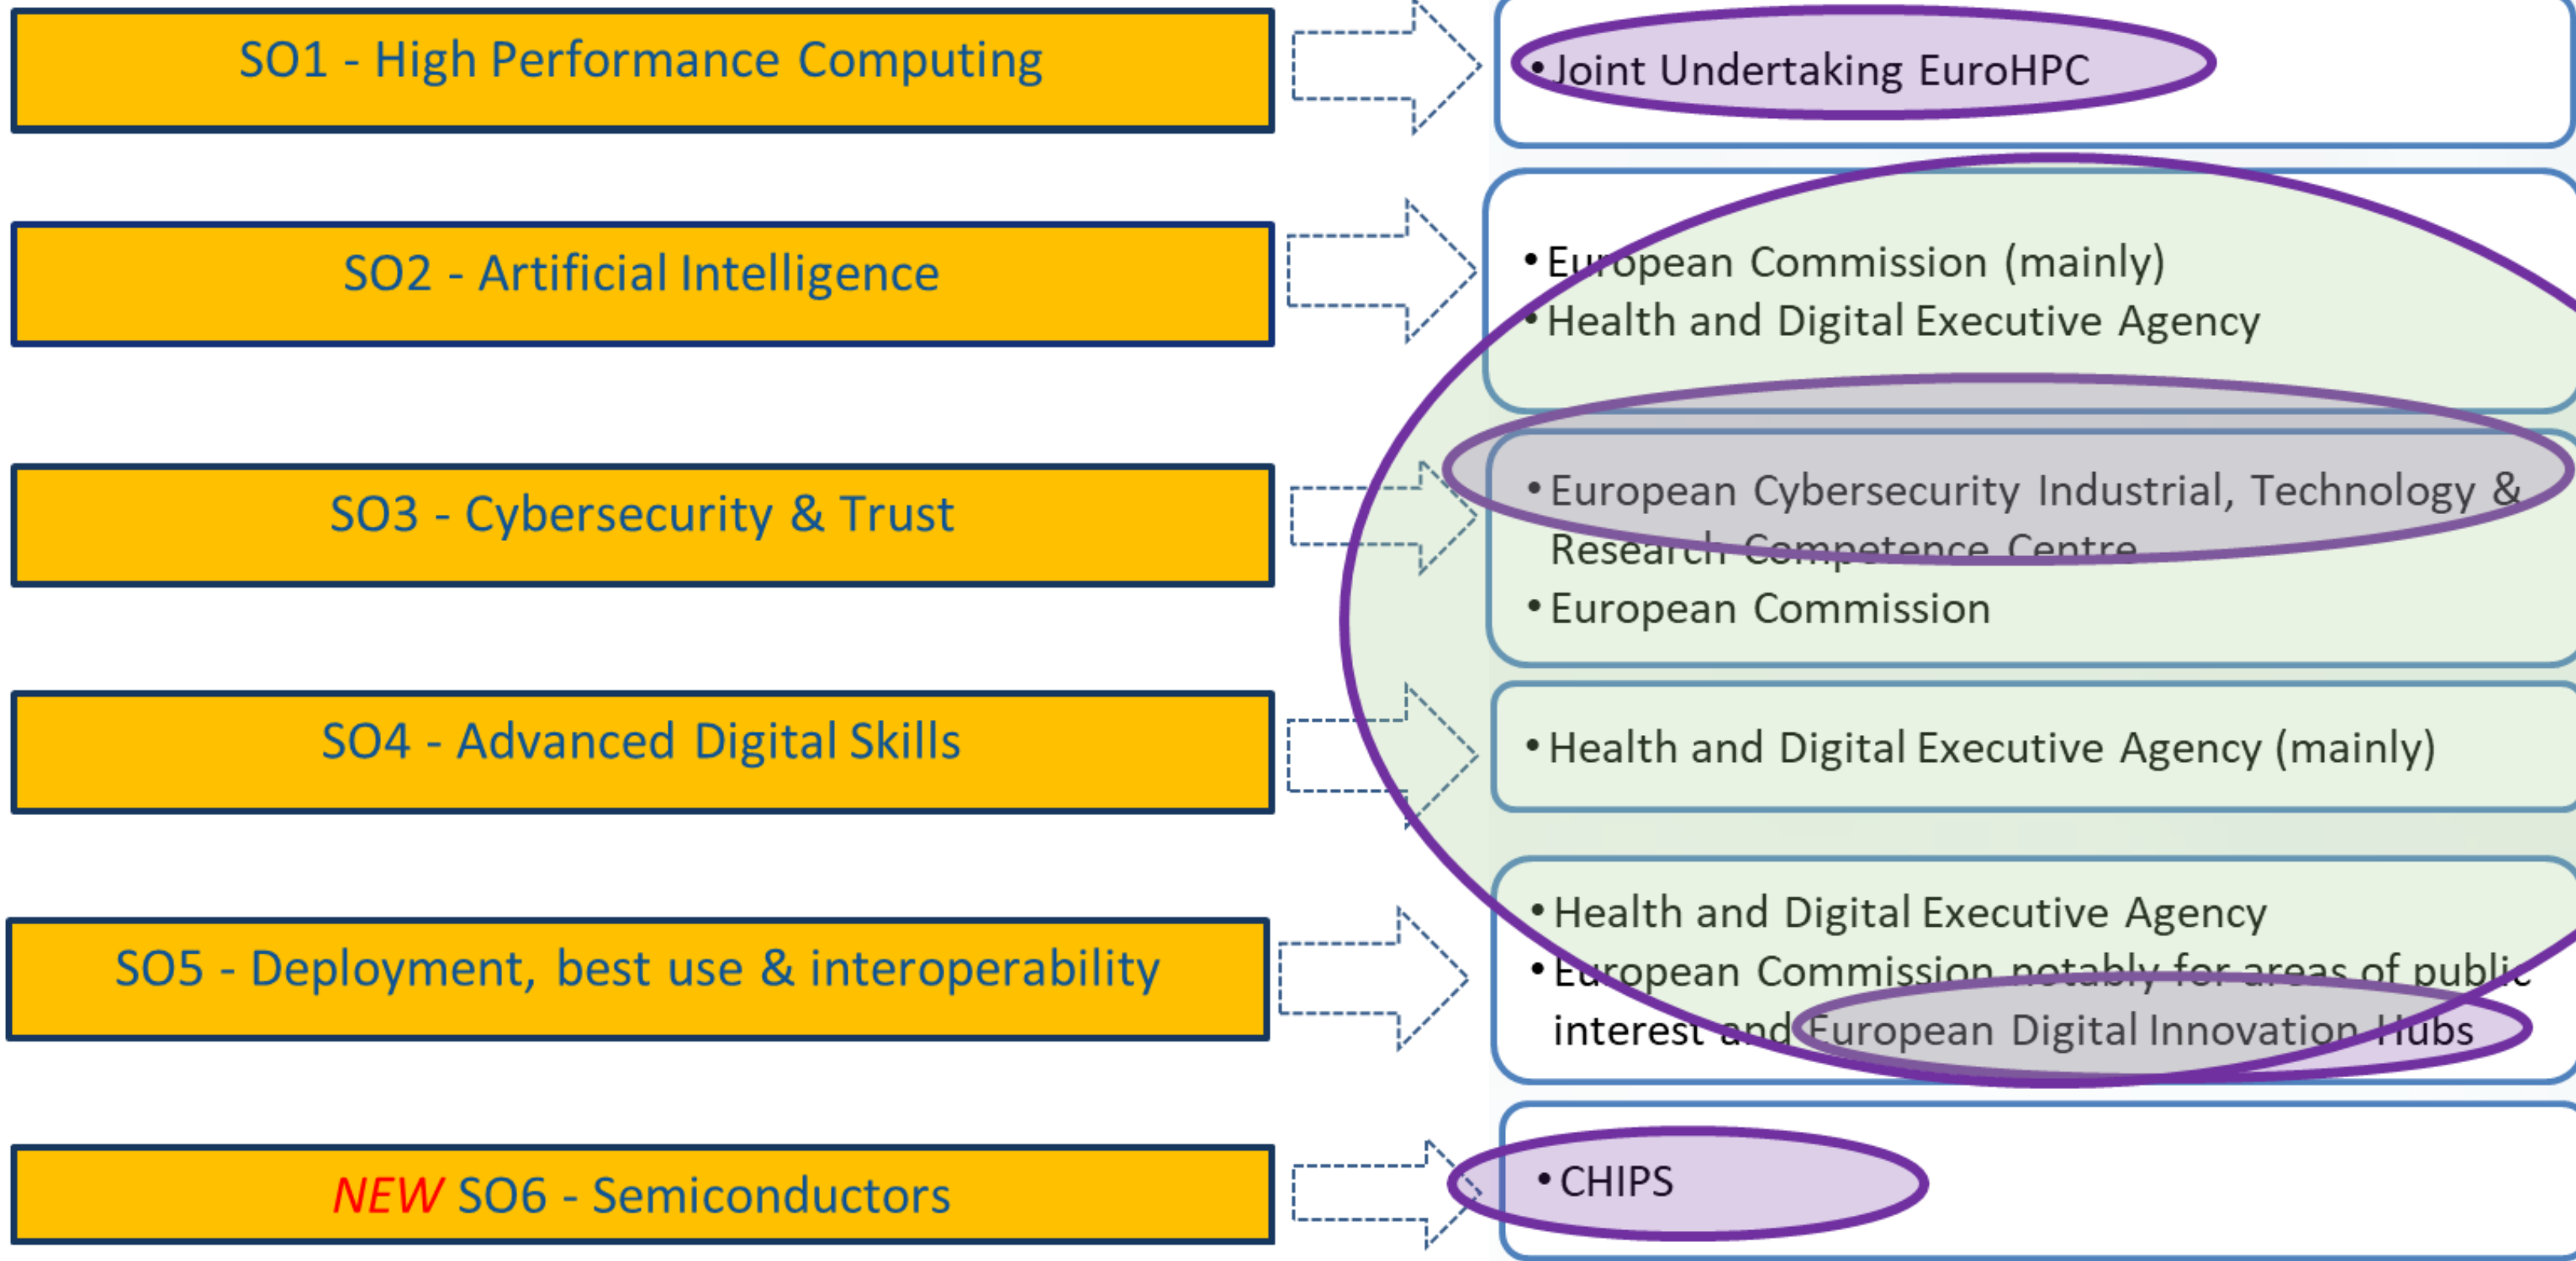 SO1 - High Performance Computing
• Joint Undertaking EuroHPC
SO2 - Artificial Intelligence
• European Commission (mainly)
• Health and Digital Executive Agency
SO3 - Cybersecurity & Trust
• European Cybersecurity Industrial, Technology &
Research Competence Centre
• European Commission
SO4 - Advanced Digital Skills
• Health and Digital Executive Agency (mainly)
SO5 - Deployment, best use & interoperability
• Health and Digital Executive Agency
• European Commission notably for areas of public
interest and European Digital Innovation Hubs
NEW SO6 - Semiconductors
• CHIPS